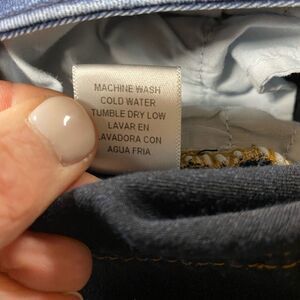 MACHINE WASH
COLD WATER
TUMBLE DRY LOW
LAVAR EN
LAVADORA CON
AGUA FRIA